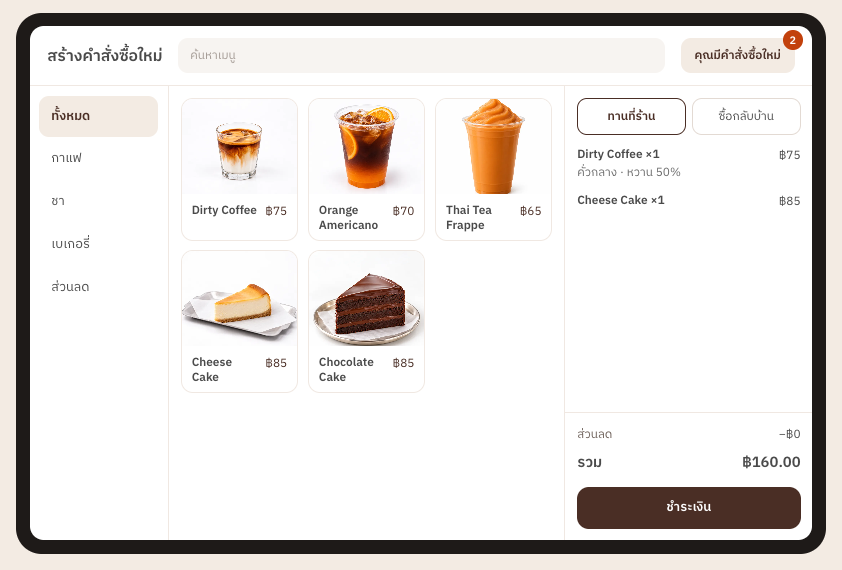 สร้างคำสั่งซื้อใหม่
ค้นหาเมนู
คุณมีคำสั่งซื้อใหม่
2
ทั้งหมด
กาแฟ
ชา
เบเกอรี่
ส่วนลด
Dirty Coffee ฿75
Orange Americano ฿70
Thai Tea Frappe ฿65
Cheese Cake ฿85
Chocolate Cake ฿85
ทานที่ร้าน
ซื้อกลับบ้าน
Dirty Coffee ×1 ฿75
คั่วกลาง · หวาน 50%
Cheese Cake ×1 ฿85
ส่วนลด −฿0
รวม ฿160.00
ชำระเงิน